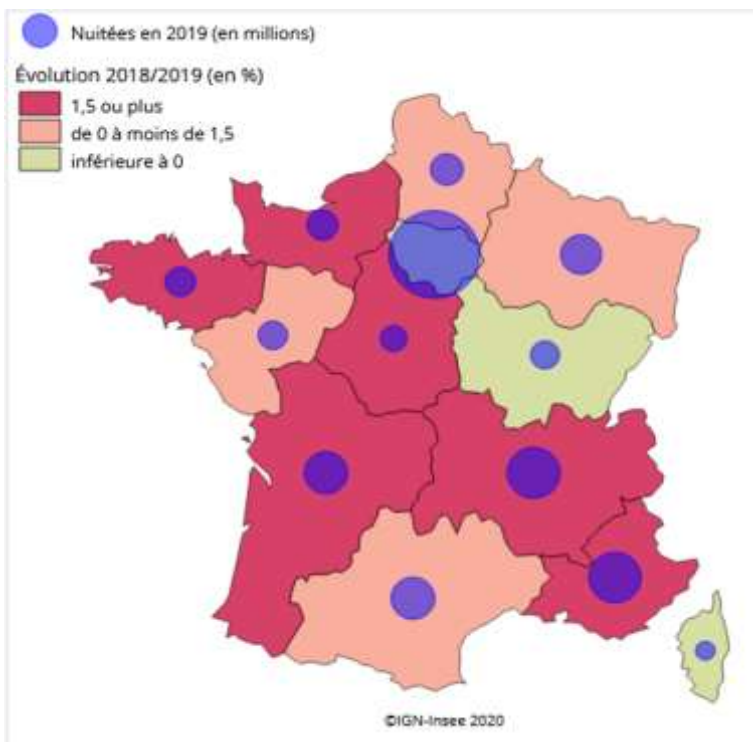 Nuitées en 2019 (en millions)
Évolution 2018/2019 (en %)
1,5 ou plus
de 0 à moins de 1,5
inférieure à 0
©IGN-Insee 2020